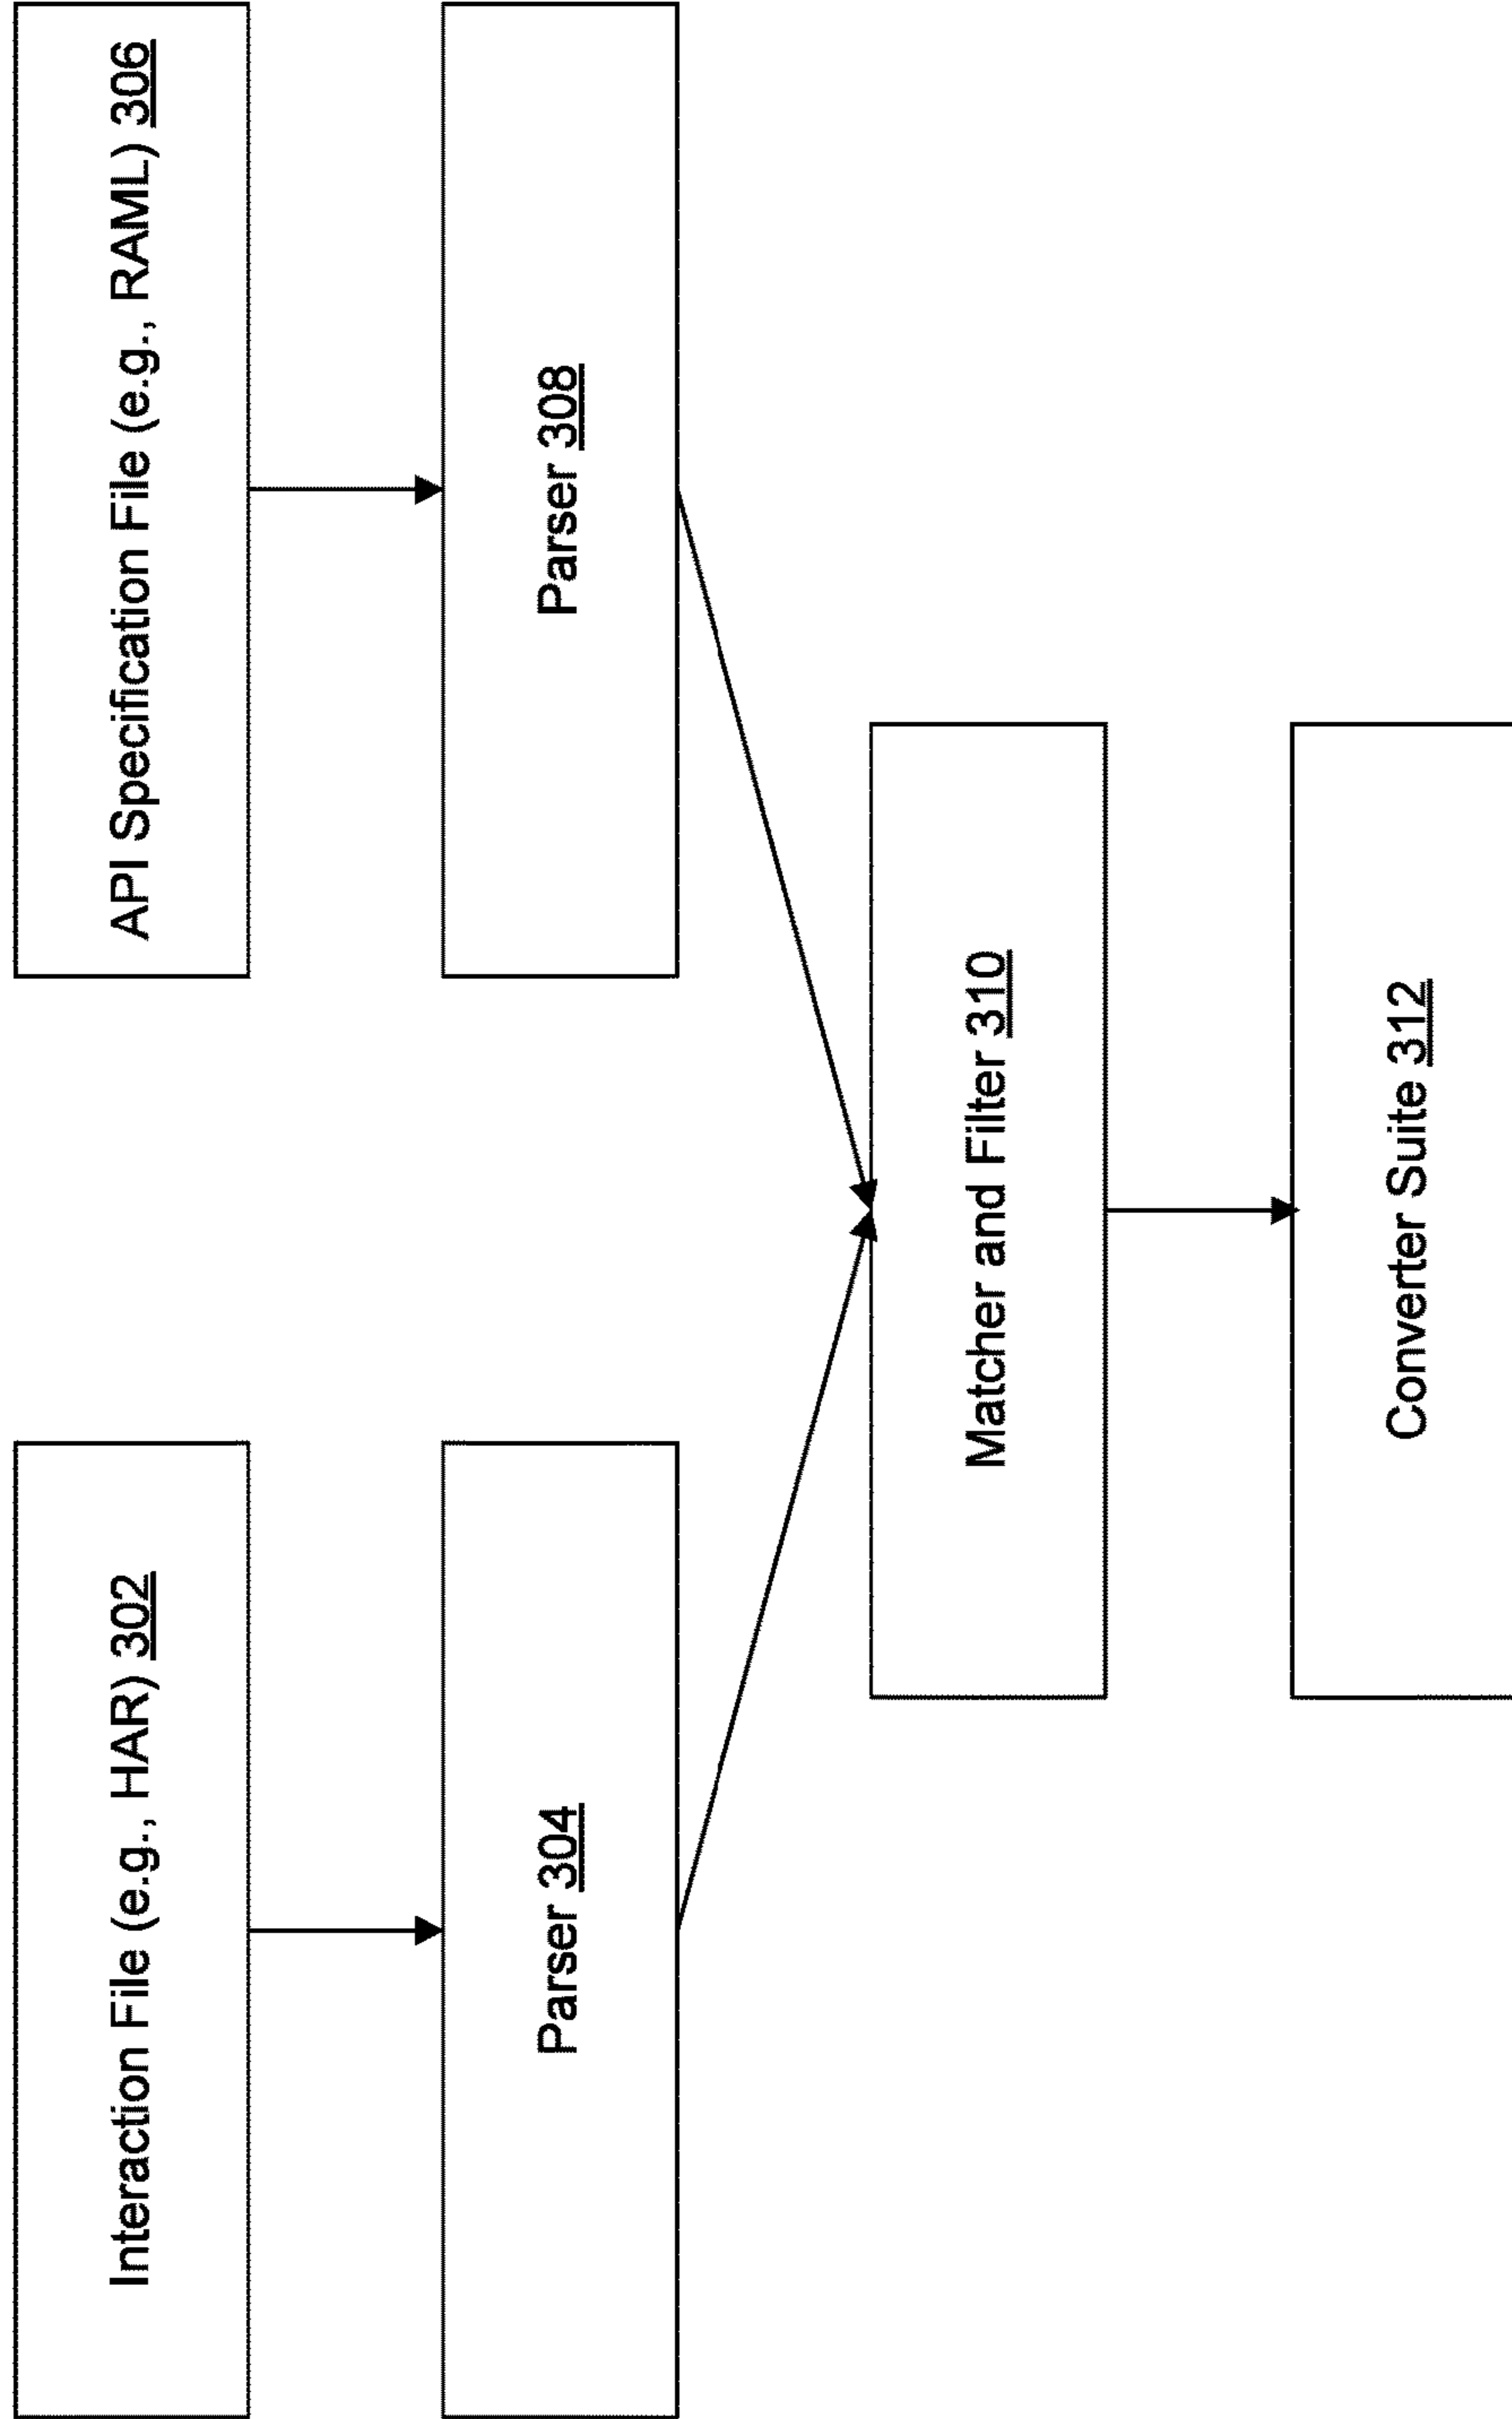 Interaction File (e.g., HAR) 302
API Specification File (e.g., RAML) 306
Parser 304
Parser 308
Matcher and Filter 310
Converter Suite 312